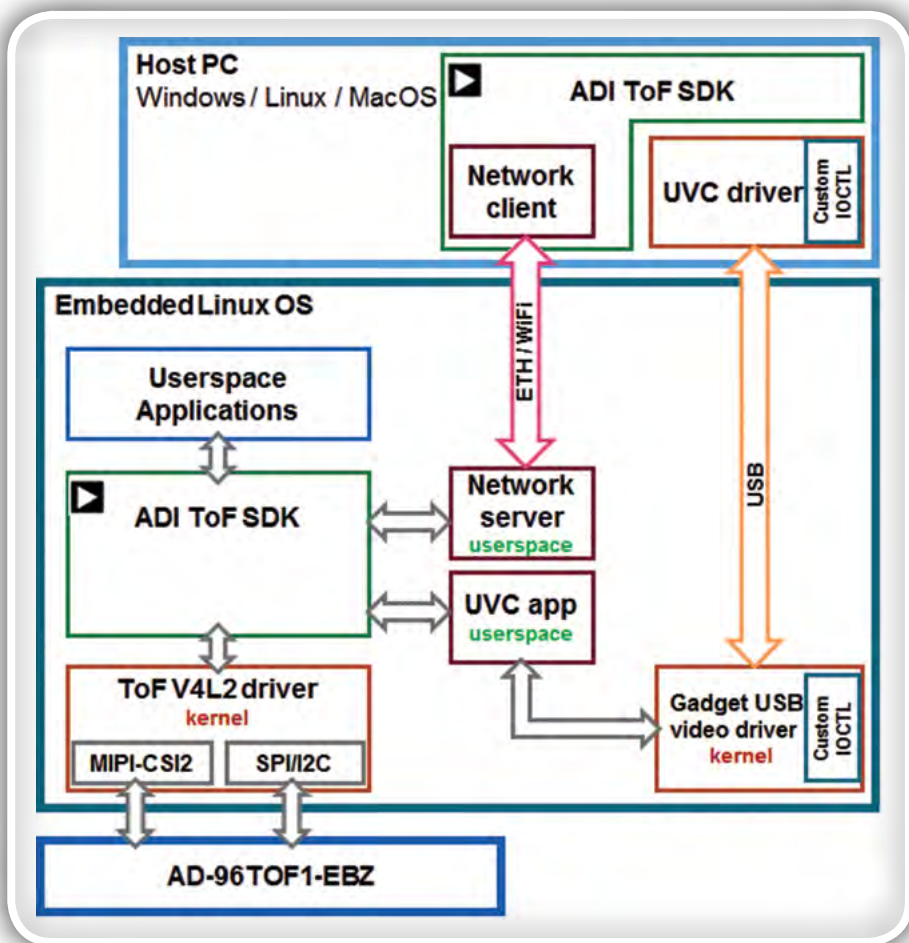 Host PC
Windows / Linux / MacOS
ADI ToF SDK
Network
client
UVC driver
Custom
IOCTL
Embedded Linux OS
ETH / WiFi
USB
Userspace
Applications
ADI ToF SDK
Network
server
userspace
UVC app
userspace
ToF V4L2 driver
kernel
MIPI-CSI2
SPI/I2C
Gadget USB
video driver
kernel
Custom
IOCTL
AD-96TOF1-EBZ